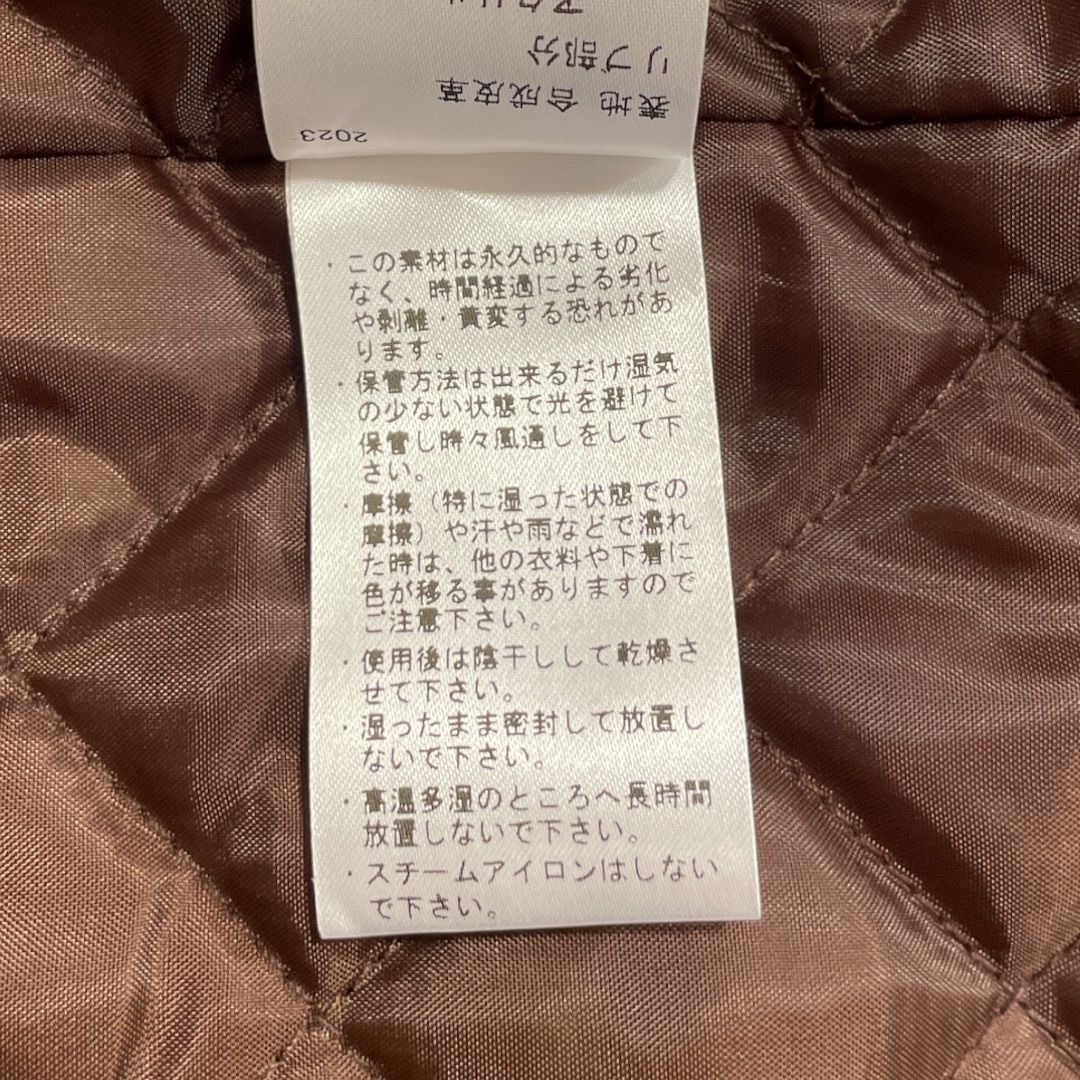 2023
表地 合成皮革
リブ部分
・この素材は永久的なもので
なく、時間経過による劣化
や剥離・黄変する恐れがあ
ります。
・保管方法は出来るだけ湿気
の少ない状態で光を避けて
保管し時々風通しをして下
さい。
・摩擦（特に湿った状態での
摩擦）や汗や雨などで濡れ
た時は、他の衣料や下着に
色が移る事がありますので
ご注意下さい。
・使用後は陰干しして乾燥さ
せて下さい。
・湿ったまま密封して放置し
ないで下さい。
・高温多湿のところへ長時間
放置しないで下さい。
・スチームアイロンはしない
で下さい。